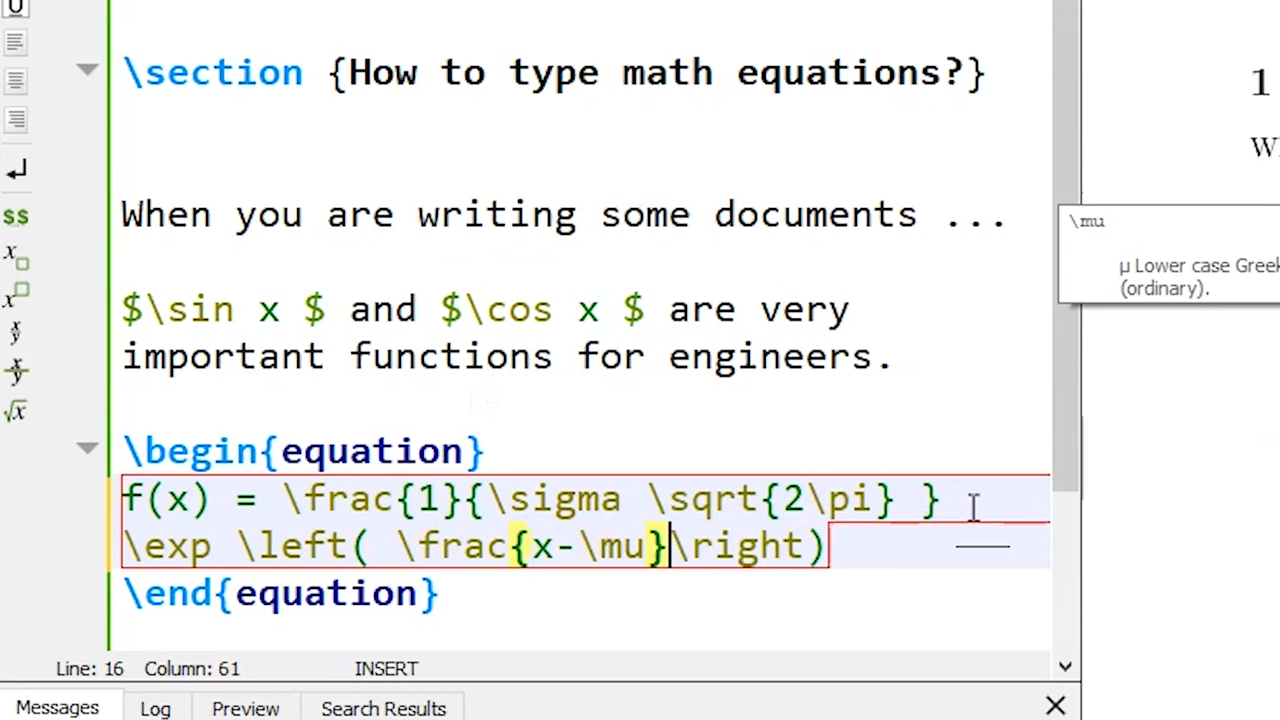 U
\section {How to type math equations?}
1
\mu
μ Lower case Greek
(ordinary).
When you are writing some documents ...
$$
$\sin x $ and $\cos x $ are very
important functions for engineers.
\begin{equation}
f(x) = \frac{1}{\sigma \sqrt{2\pi} }
\exp \left( \frac{x-\mu}\right)
\end{equation}
Line: 16 Column: 61 INSERT
Messages Log Preview Search Results